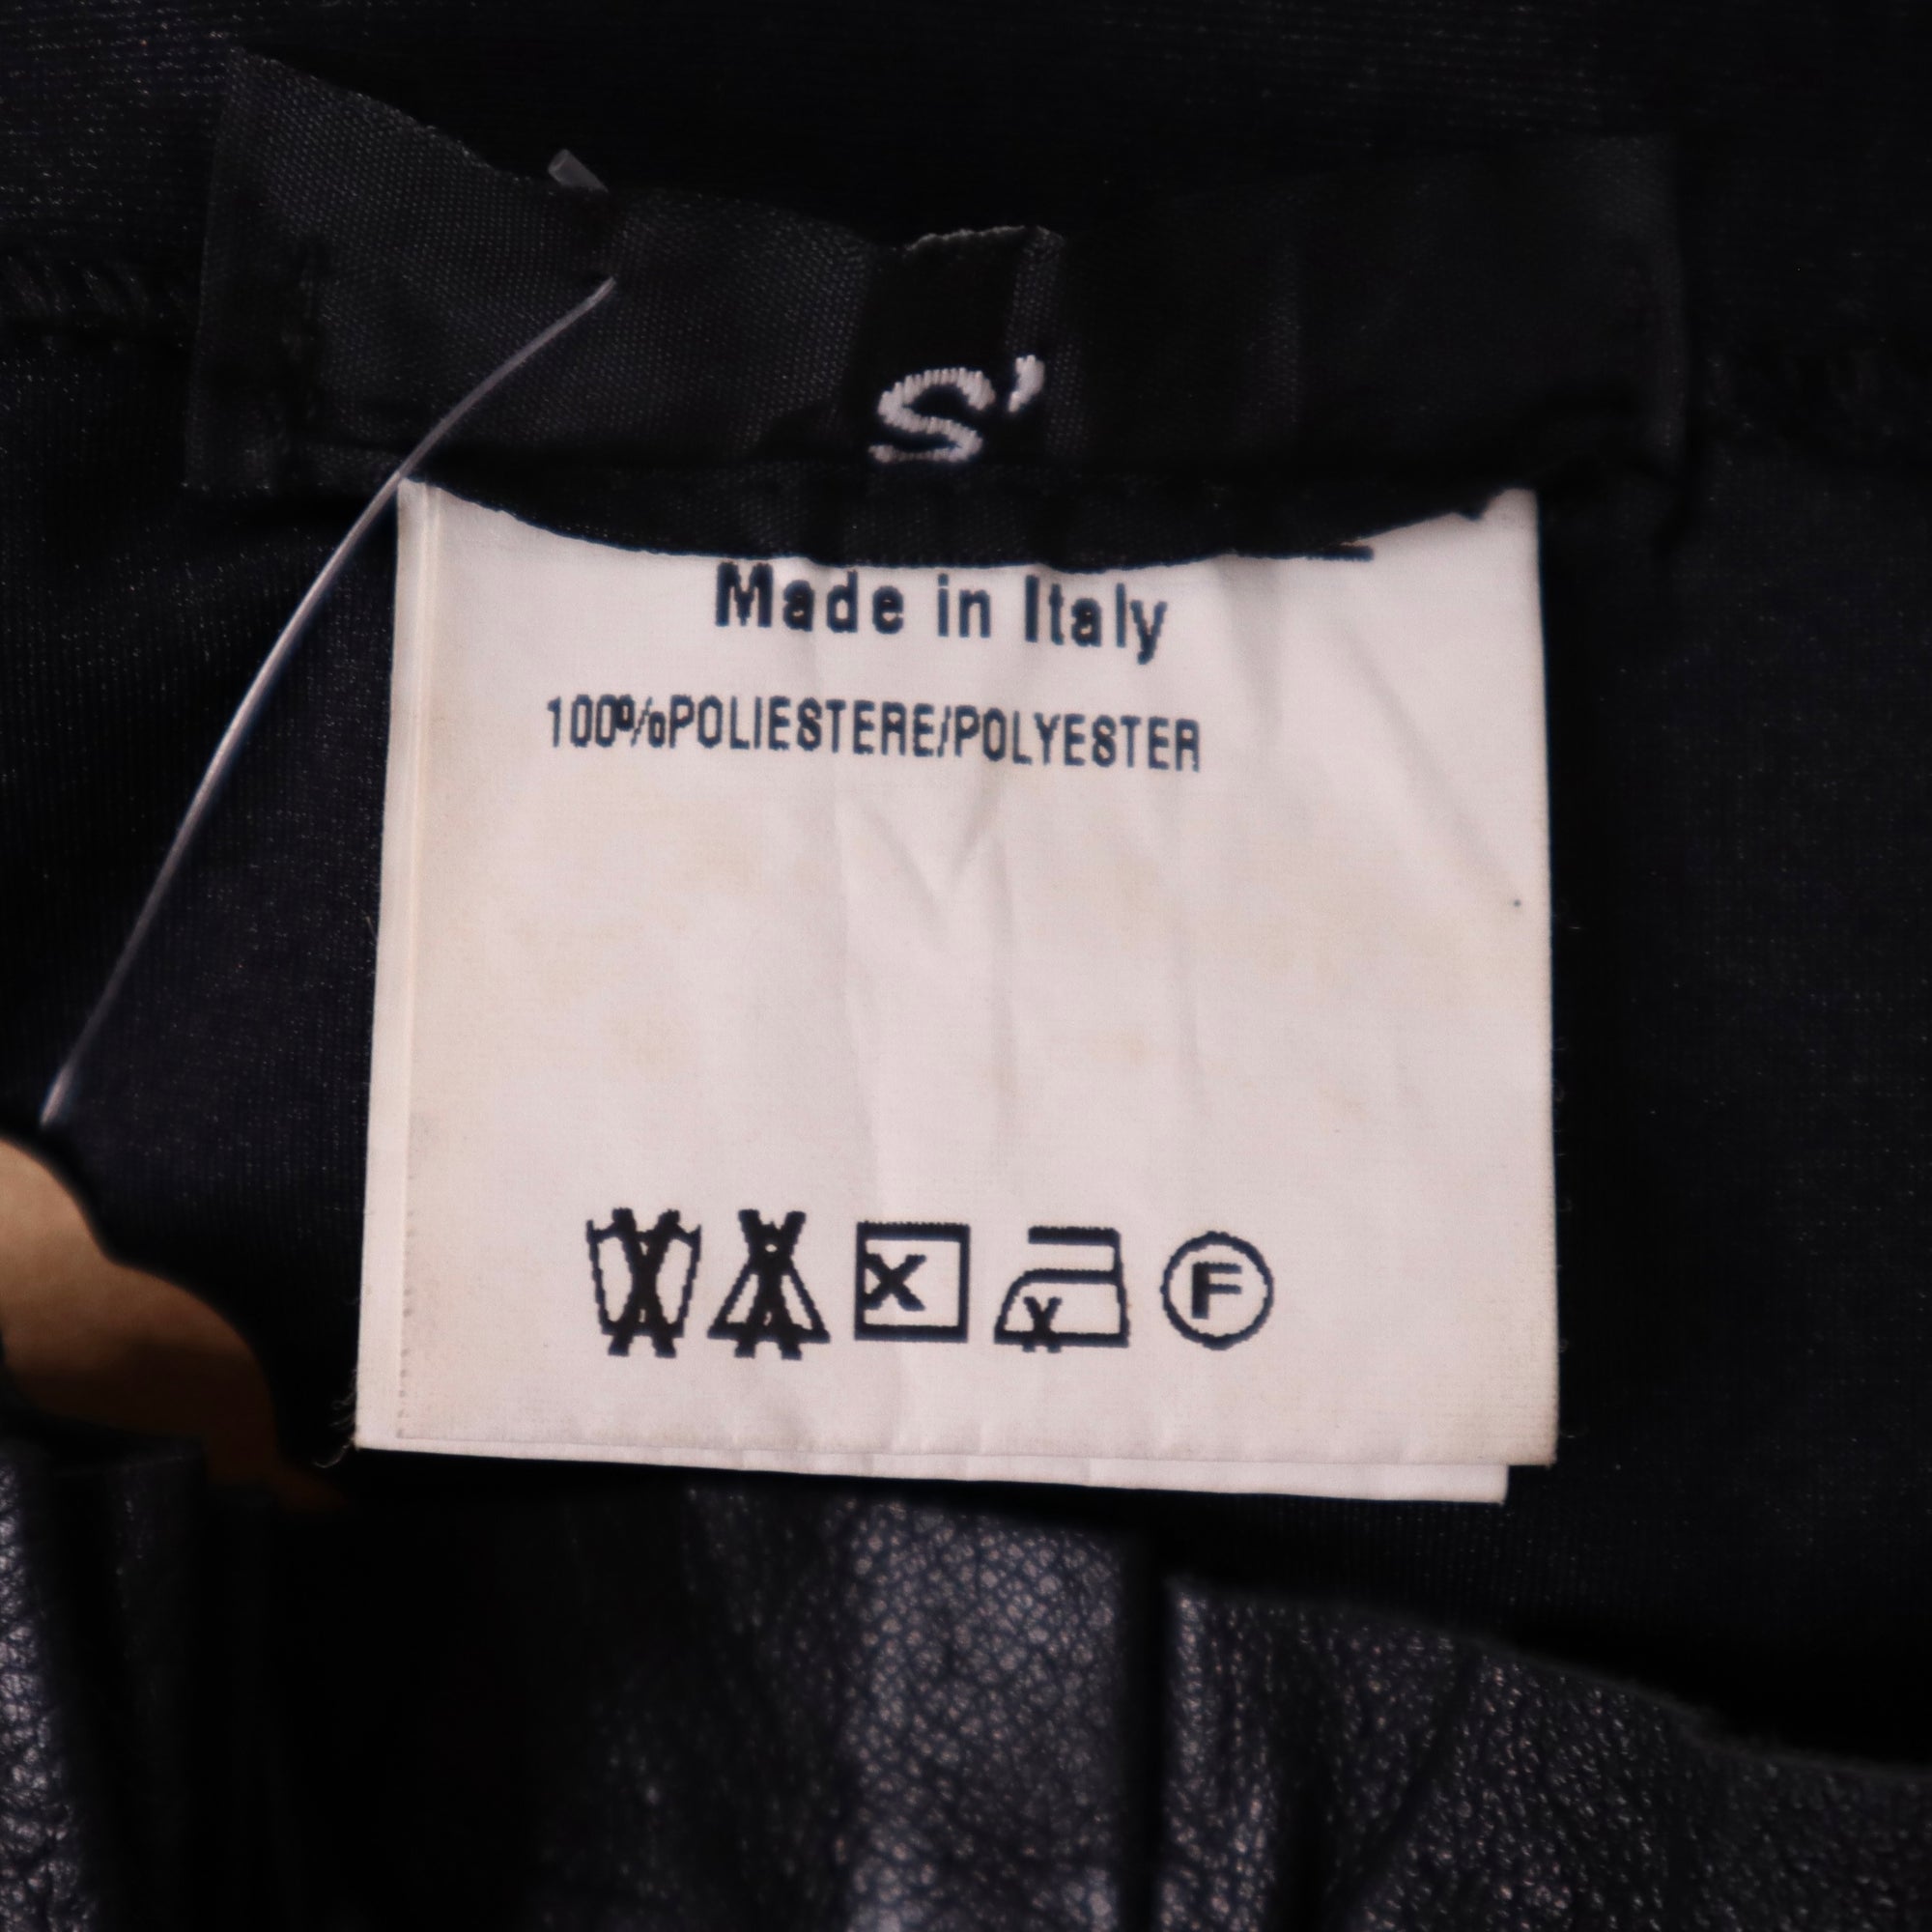 S'
Made in Italy
100%POLIESTERE/POLYESTER
F